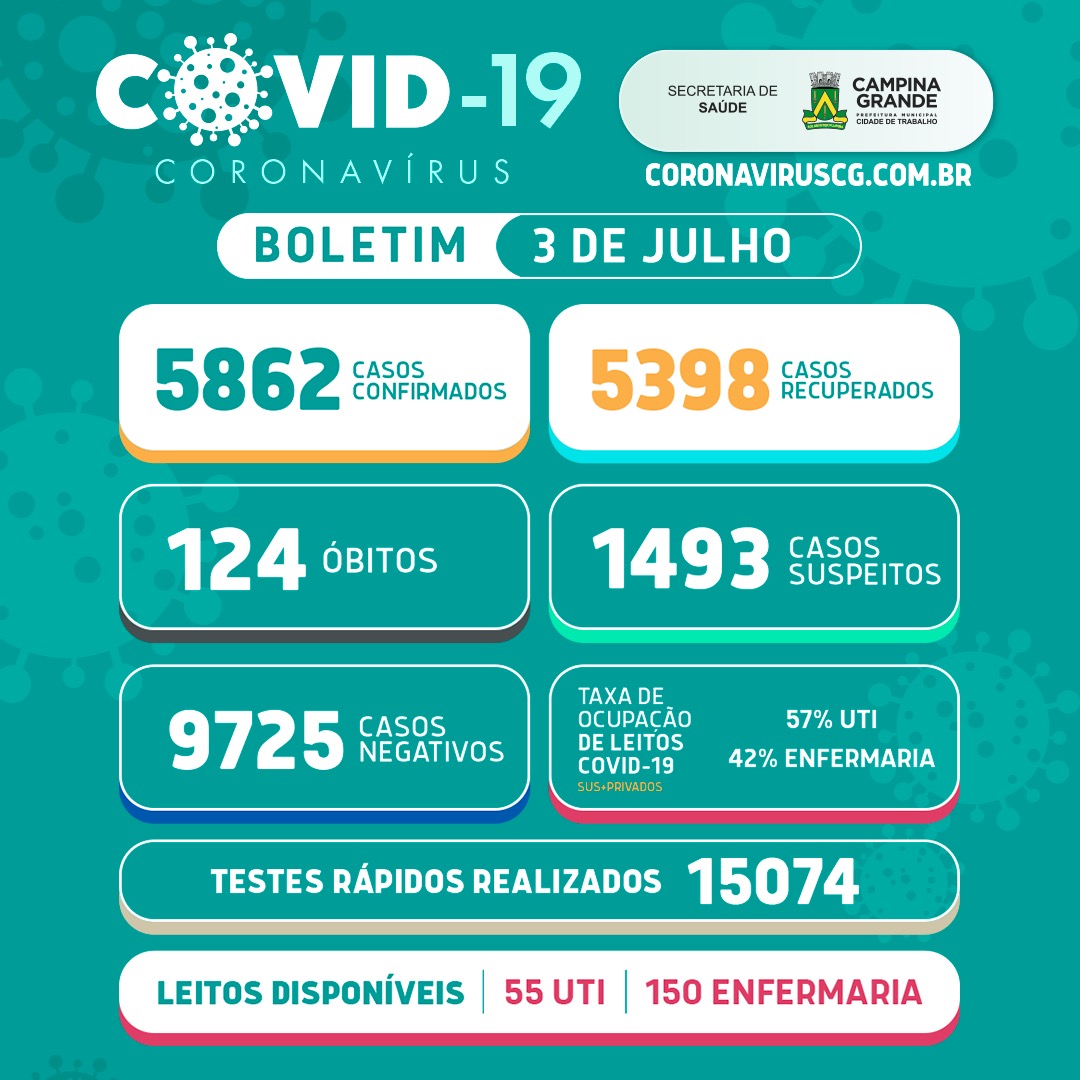 COVID-19
CORONAVÍRUS
SECRETARIA DE
SAÚDE
CAMPINA
GRANDE
PREFEITURA MUNICIPAL
CIDADE DE TRABALHO
CORONAVIRUSCG.COM.BR
BOLETIM 3 DE JULHO
5862 CASOS
CONFIRMADOS
5398 CASOS
RECUPERADOS
124 ÓBITOS
1493 CASOS
SUSPEITOS
9725 CASOS
NEGATIVOS
TAXA DE
OCUPAÇÃO
DE LEITOS
COVID-19
SUS+PRIVADOS
57% UTI
42% ENFERMARIA
TESTES RÁPIDOS REALIZADOS 15074
LEITOS DISPONÍVEIS 55 UTI 150 ENFERMARIA